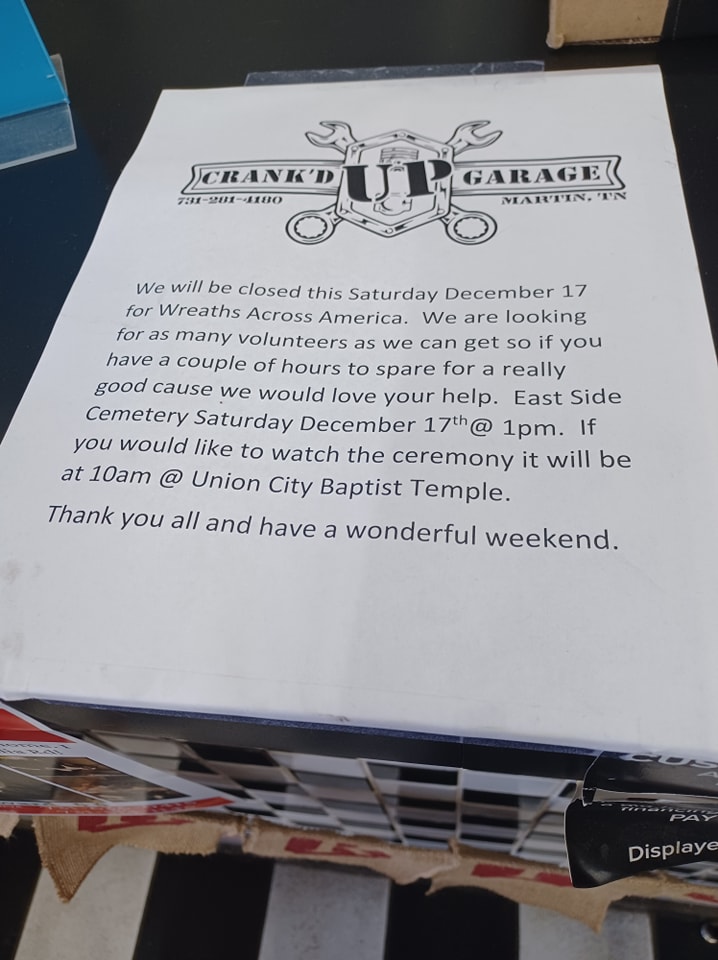 CRANK'D UP GARAGE
731-281-4180 MARTIN, TN
We will be closed this Saturday December 17
for Wreaths Across America. We are looking
for as many volunteers as we can get so if you
have a couple of hours to spare for a really
good cause we would love your help. East Side
Cemetery Saturday December 17th@ 1pm. If
you would like to watch the ceremony it will be
at 10am @ Union City Baptist Temple.
Thank you all and have a wonderful weekend.
PAY
Displaye